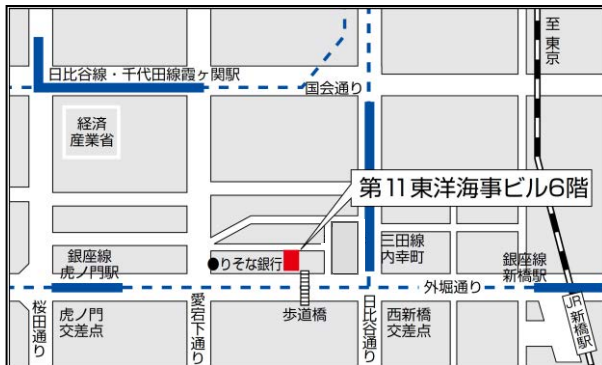 至
東
京
日比谷線・千代田線霞ヶ関駅
国会通り
経済
産業省
第11東洋海事ビル6階
銀座線
虎ノ門駅
●りそな銀行
三田線
内幸町
銀座線
新橋駅
外堀通り
桜田通り
虎ノ門
交差点
愛宕下通り
歩道橋
日比谷通り
西新橋
交差点
JR新橋駅